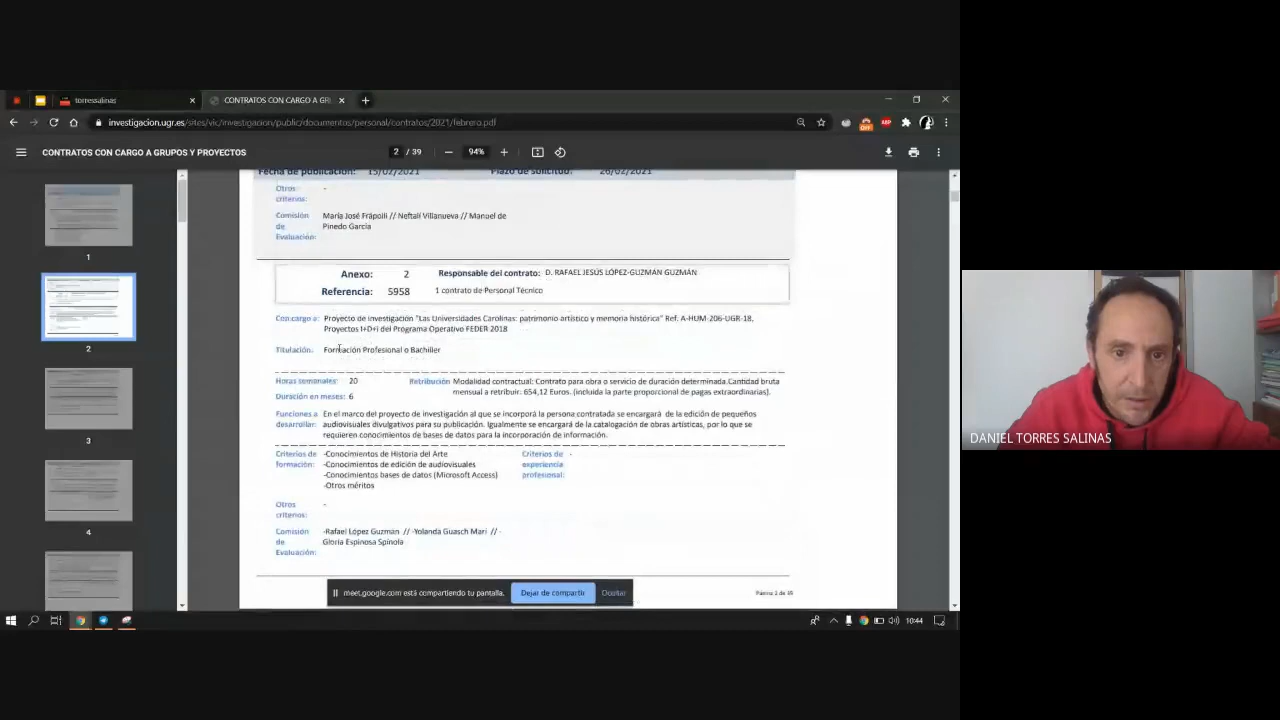 torressalinas
CONTRATOS CON CARGO A GRU
investigacion.ugr.es/sites/vic/investigacion/public/documentos/personal/contratos/2021/febrero.pdf
CONTRATOS CON CARGO A GRUPOS Y PROYECTOS
2 / 39
94%
Fecha de publicación: 15/02/2021 Plazo de solicitud: 26/02/2021
Otros -
criterios:
Comisión María José Frápolli // Neftalí Villanueva // Manuel de
de Pinedo García
Evaluación:
Anexo: 2 Responsable del contrato: D. RAFAEL JESÚS LÓPEZ-GUZMÁN GUZMÁN
Referencia: 5958 1 contrato de Personal Técnico
Con cargo a: Proyecto de investigación "Las Universidades Carolinas: patrimonio artístico y memoria histórica" Ref. A-HUM-206-UGR-18,
Proyectos I+D+i del Programa Operativo FEDER 2018
Titulación: Formación Profesional o Bachiller
Horas semanales: 20 Retribución Modalidad contractual: Contrato para obra o servicio de duración determinada.Cantidad bruta
mensual a retribuir: 654,12 Euros. (incluida la parte proporcional de pagas extraordinarias).
Duración en meses: 6
Funciones a En el marco del proyecto de investigación al que se incorporá la persona contratada se encargará de la edición de pequeños
desarrollar: audiovisuales divulgativos para su publicación. Igualmente se encargará de la catalogación de obras artísticas, por lo que se
requieren conocimientos de bases de datos para la incorporación de información.
Criterios de -Conocimientos de Historia del Arte Criterios de -
formación: -Conocimientos de edición de audiovisuales experiencia
-Conocimientos bases de datos (Microsoft Access) profesional:
-Otros méritos
Otros -
criterios:
Comisión -Rafael López Guzmán // -Yolanda Guasch Marí // -
de Gloria Espinosa Spínola
Evaluación:
meet.google.com está compartiendo tu pantalla. Dejar de compartir Ocultar
1
2
3
4
10:44
DANIEL TORRES SALINAS